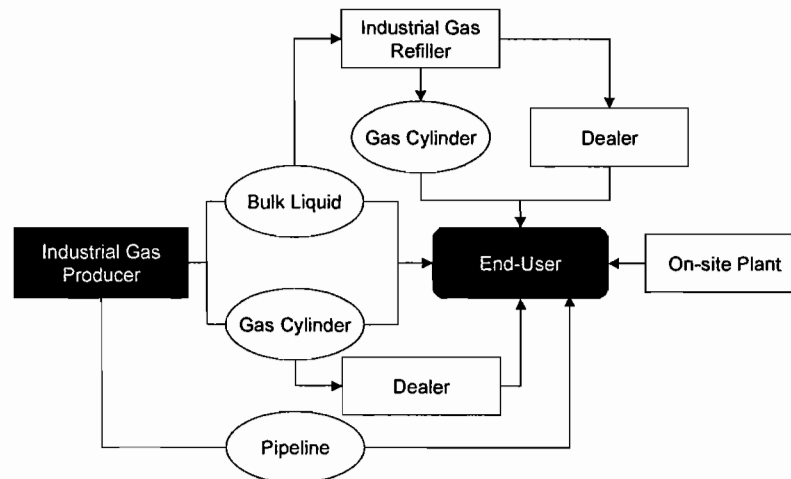 Industrial Gas
Refiller
Gas Cylinder
Dealer
Bulk Liquid
Industrial Gas
Producer
End-User
On-site Plant
Gas Cylinder
Dealer
Pipeline